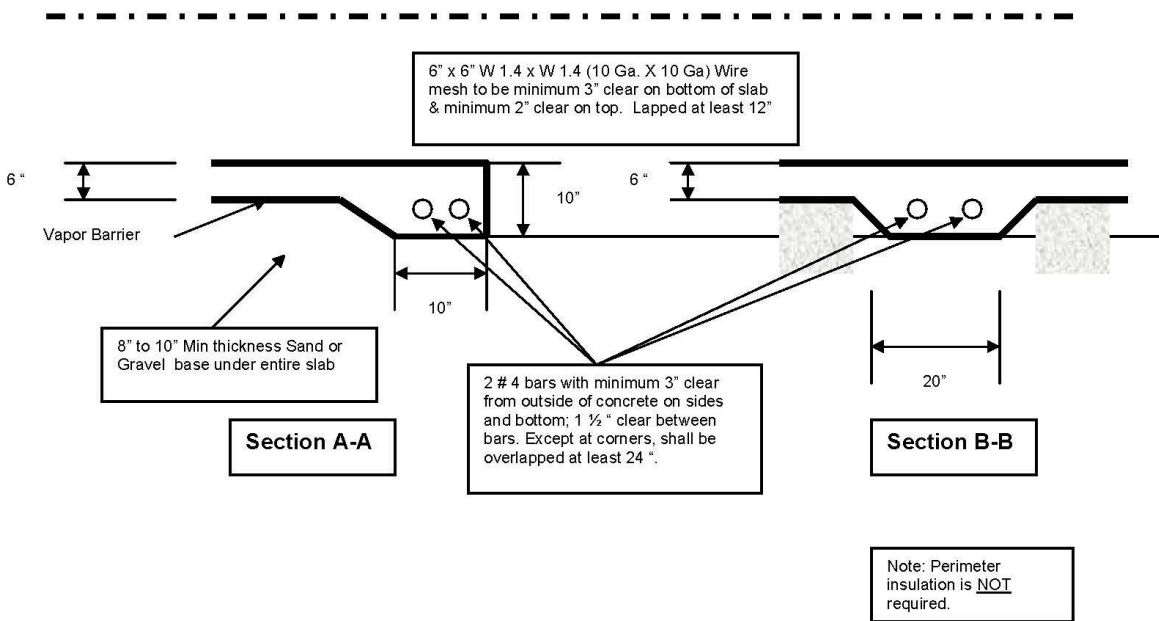 6” x 6” W 1.4 x W 1.4 (10 Ga. X 10 Ga) Wire
mesh to be minimum 3” clear on bottom of slab
& minimum 2” clear on top.  Lapped at least 12”
6 “
10”
6“
Vapor Barrier
10”
8” to 10” Min thickness Sand or
Gravel  base under entire slab
2 # 4 bars with minimum 3” clear
from outside of concrete on sides
and bottom; 1 ½ “ clear between
bars. Except at corners, shall be
overlapped at least 24 “.
20”
Section A-A
Section B-B
Note: Perimeter
insulation is NOT
required.